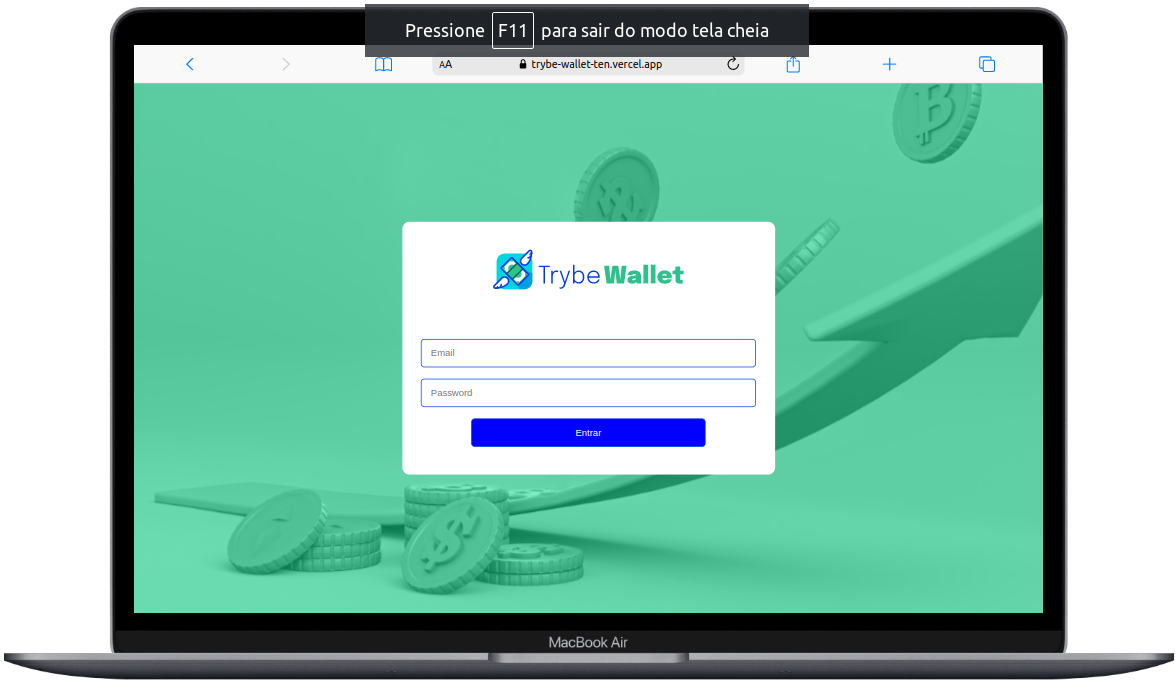 Pressione F11 para sair do modo tela cheia
AA trybe-wallet-ten.vercel.app
Trybe Wallet
Email
Password
Entrar
MacBook Air